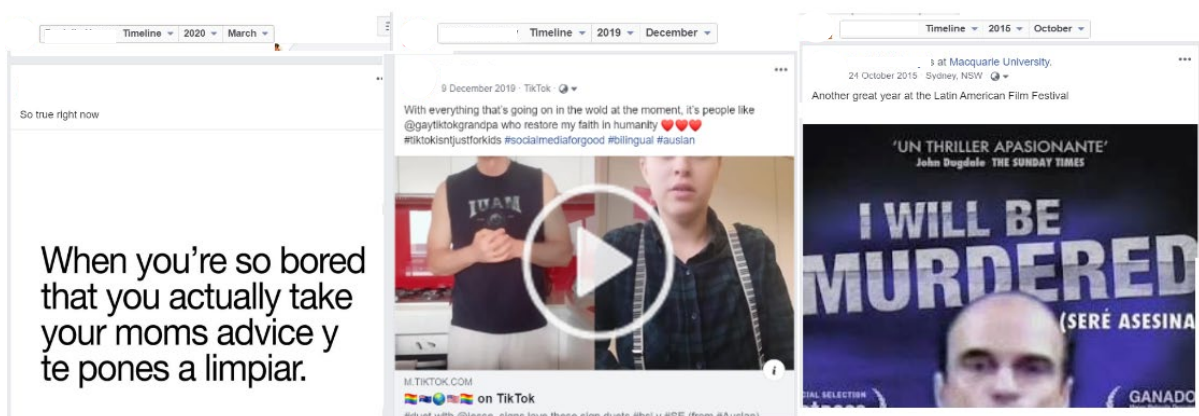 Timeline 2020 March
So true right now
When you're so bored
that you actually take
your moms advice y
te pones a limpiar.
Timeline 2019 December
9 December 2019 · TikTok
With everything that's going on in the wold at the moment, it's people like
@gaytiktokgrandpa who restore my faith in humanity ❤❤❤
#tiktokisntjustforkids #socialmediaforgood #bilingual #auslan
M.TIKTOK.COM
on TikTok
Timeline 2015 October
s at Macquarie University.
24 October 2015 Sydney, NSW
Another great year at the Latin American Film Festival
'UN THRILLER APASIONANTE'
John Dugdale THE SUNDAY TIMES
I WILL BE
MURDERED
(SERÉ ASESINA
GANADO